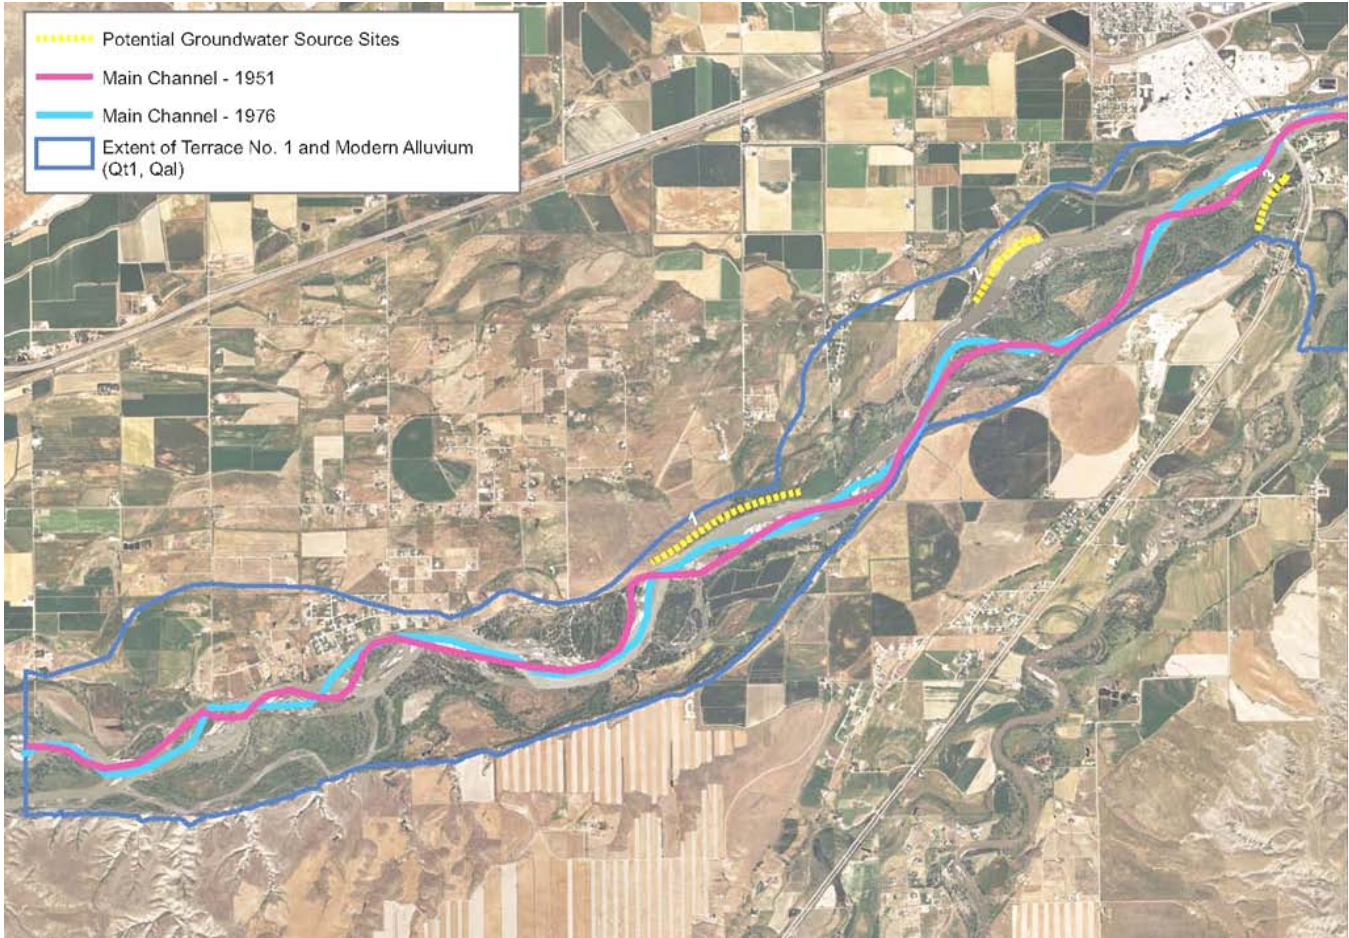 Potential Groundwater Source Sites
Main Channel - 1951
Main Channel - 1976
Extent of Terrace No. 1 and Modern Alluvium
(Qt1, Qal)
3
2
1